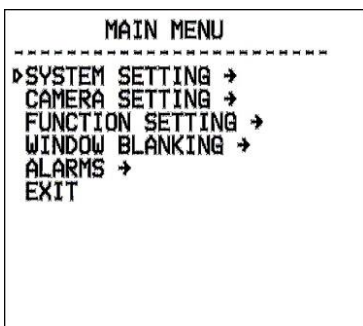 MAIN MENU
------------------------
▷SYSTEM SETTING →
CAMERA SETTING →
FUNCTION SETTING →
WINDOW BLANKING →
ALARMS →
EXIT